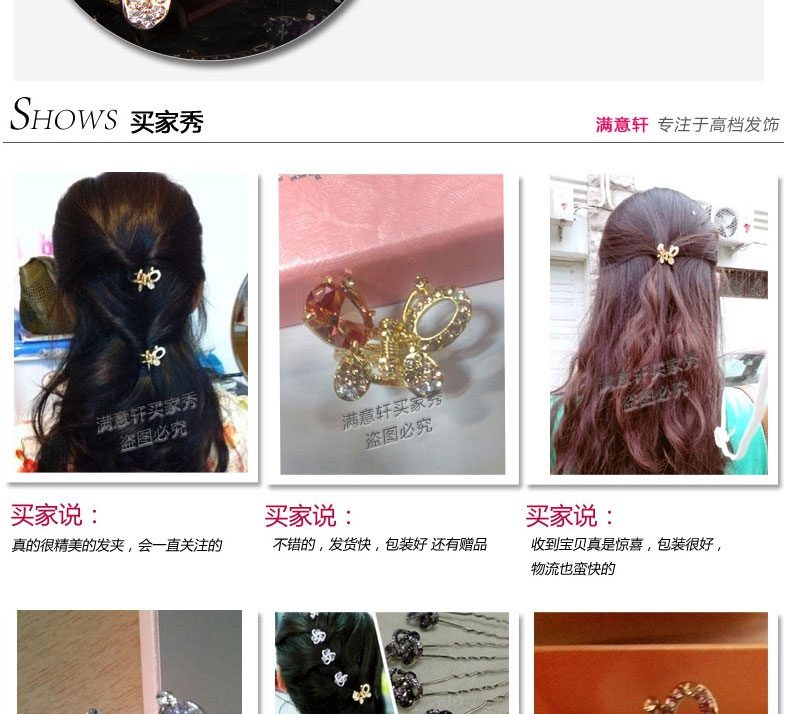 SHOWS 买家秀
满意轩 专注于高档发饰
满意轩买家秀
盗图必究
满意轩买家秀
盗图必究
满意轩买家秀
盗图必究
买家说：
真的很精美的发夹，会一直关注的
买家说：
不错的，发货快，包装好 还有赠品
买家说：
收到宝贝真是惊喜，包装很好，
物流也蛮快的